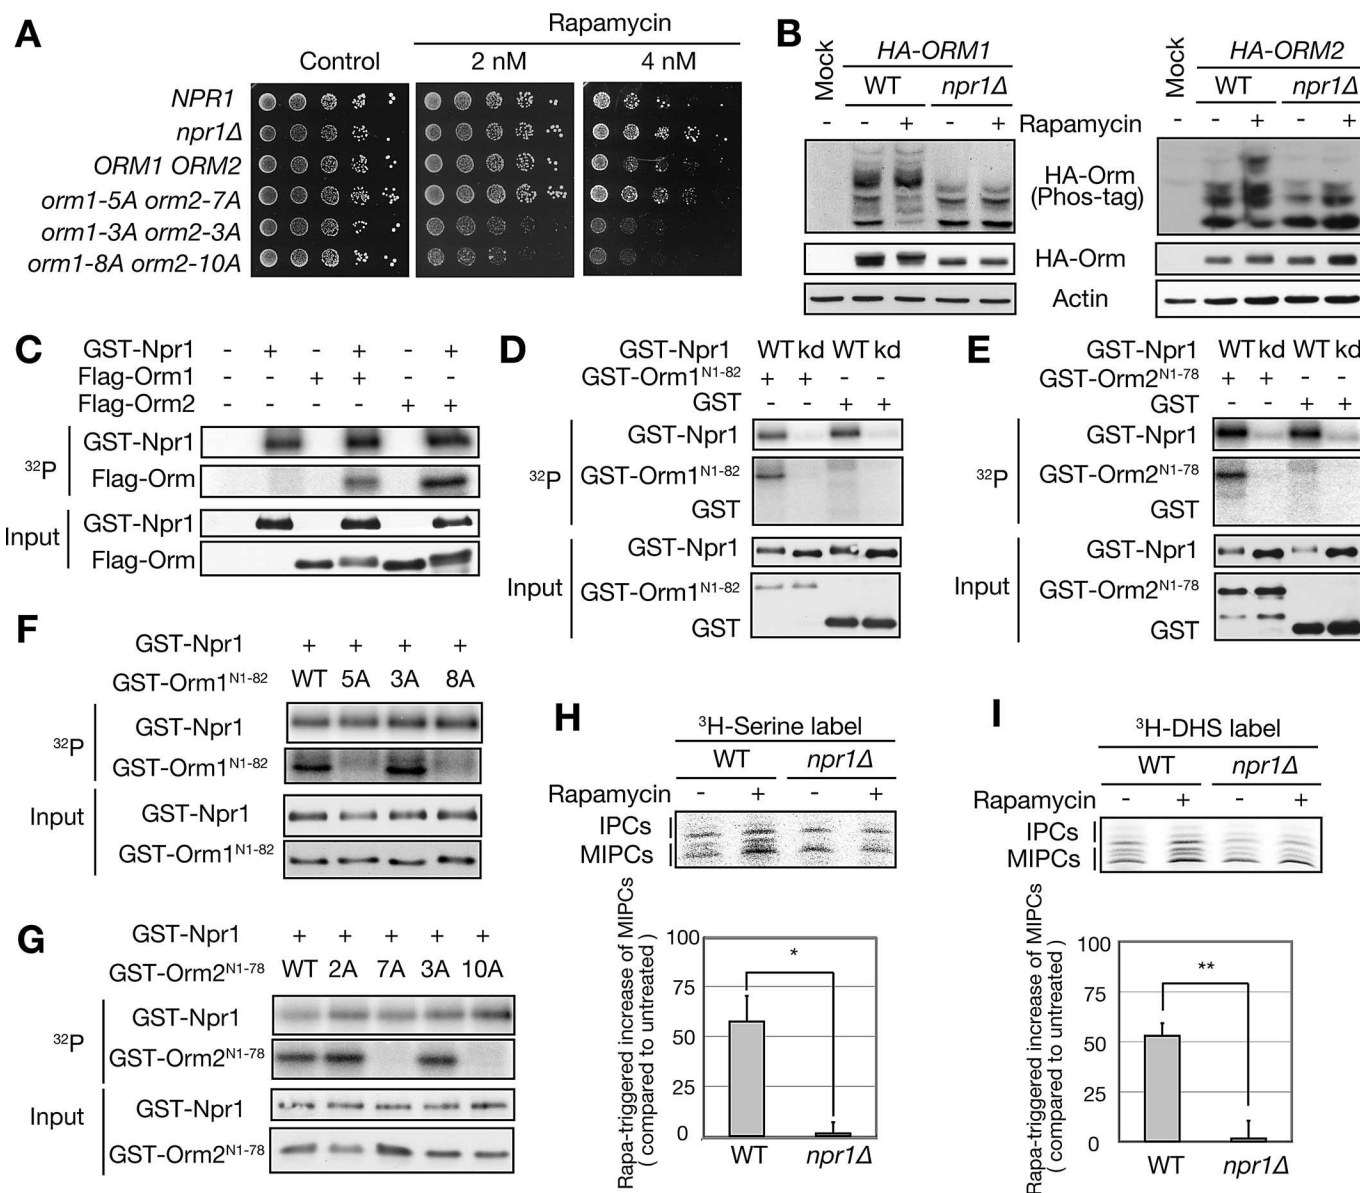 A
Rapamycin
Control 2 nM 4 nM
NPR1
npr1Δ
ORM1 ORM2
orm1-5A orm2-7A
orm1-3A orm2-3A
orm1-8A orm2-10A
B
HA-ORM1 HA-ORM2
Mock WT npr1Δ Mock WT npr1Δ
- - + - + Rapamycin - - + - +
HA-Orm
(Phos-tag)
HA-Orm
Actin
C
GST-Npr1 - + - + - +
Flag-Orm1 - - + + - -
Flag-Orm2 - - - - + +
32P
GST-Npr1
Flag-Orm
Input
GST-Npr1
Flag-Orm
D
GST-Npr1 WT kd WT kd
GST-Orm1N1-82 + + - -
GST - - + +
32P
GST-Npr1
GST-Orm1N1-82
GST
Input
GST-Npr1
GST-Orm1N1-82
GST
E
GST-Npr1 WT kd WT kd
GST-Orm2N1-78 + + - -
GST - - + +
32P
GST-Npr1
GST-Orm2N1-78
GST
Input
GST-Npr1
GST-Orm2N1-78
GST
F
GST-Npr1 + + + +
GST-Orm1N1-82 WT 5A 3A 8A
32P
GST-Npr1
GST-Orm1N1-82
Input
GST-Npr1
GST-Orm1N1-82
G
GST-Npr1 + + + + +
GST-Orm2N1-78 WT 2A 7A 3A 10A
32P
GST-Npr1
GST-Orm2N1-78
Input
GST-Npr1
GST-Orm2N1-78
H
3H-Serine label
WT npr1Δ
Rapamycin - + - +
IPCs
MIPCs
Rapa-triggered increase of MIPCs
( compared to untreated )
100
75
50
25
0
*
WT npr1Δ
I
3H-DHS label
WT npr1Δ
Rapamycin - + - +
IPCs
MIPCs
Rapa-triggered increase of MIPCs
( compared to untreated )
100
75
50
25
0
**
WT npr1Δ